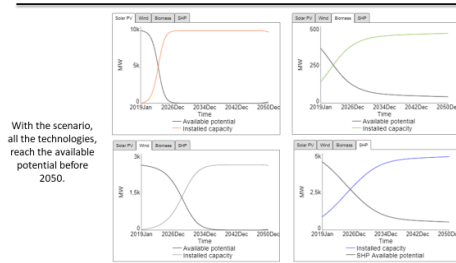 With the scenario,
all the technologies,
reach the available
potential before
2050.
Solar PV Wind Biomass SHP
10k
5k
0
MW
2019Jan 2026Dec 2034Dec 2042Dec 2050Dec
Time
Available potential
Installed capacity
Solar PV Wind Biomass SHP
500
250
0
MW
2019Jan 2026Dec 2034Dec 2042Dec 2050Dec
Time
Available potential
Installed capacity
Solar PV Wind Biomass SHP
3k
1.5k
0
MW
2019Jan 2026Dec 2034Dec 2042Dec 2050Dec
Time
Available potential
Installed capacity
Solar PV Wind Biomass SHP
5k
2.5k
0
MW
2019Jan 2026Dec 2034Dec 2042Dec 2050Dec
Time
Installed capacity
SHP Available potential